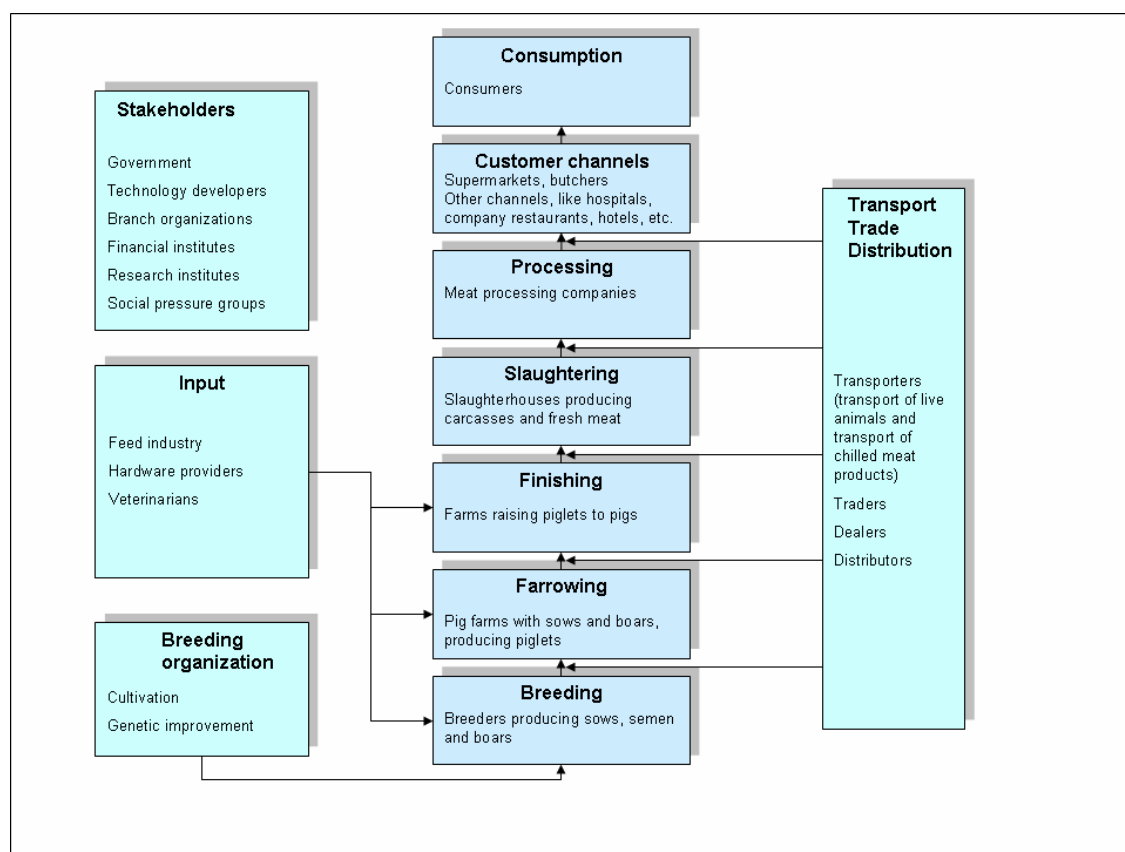 Consumption
Consumers
Stakeholders
Government
Technology developers
Branch organizations
Financial institutes
Research institutes
Social pressure groups
Customer channels
Supermarkets, butchers
Other channels, like hospitals,
company restaurants, hotels, etc.
Transport
Trade
Distribution
Transporters
(transport of live
animals and
transport of
chilled meat
products)
Traders
Dealers
Distributors
Processing
Meat processing companies
Input
Feed industry
Hardware providers
Veterinarians
Slaughtering
Slaughterhouses producing
carcasses and fresh meat
Finishing
Farms raising piglets to pigs
Farrowing
Pig farms with sows and boars,
producing piglets
Breeding
organization
Cultivation
Genetic improvement
Breeding
Breeders producing sows, semen
and boars